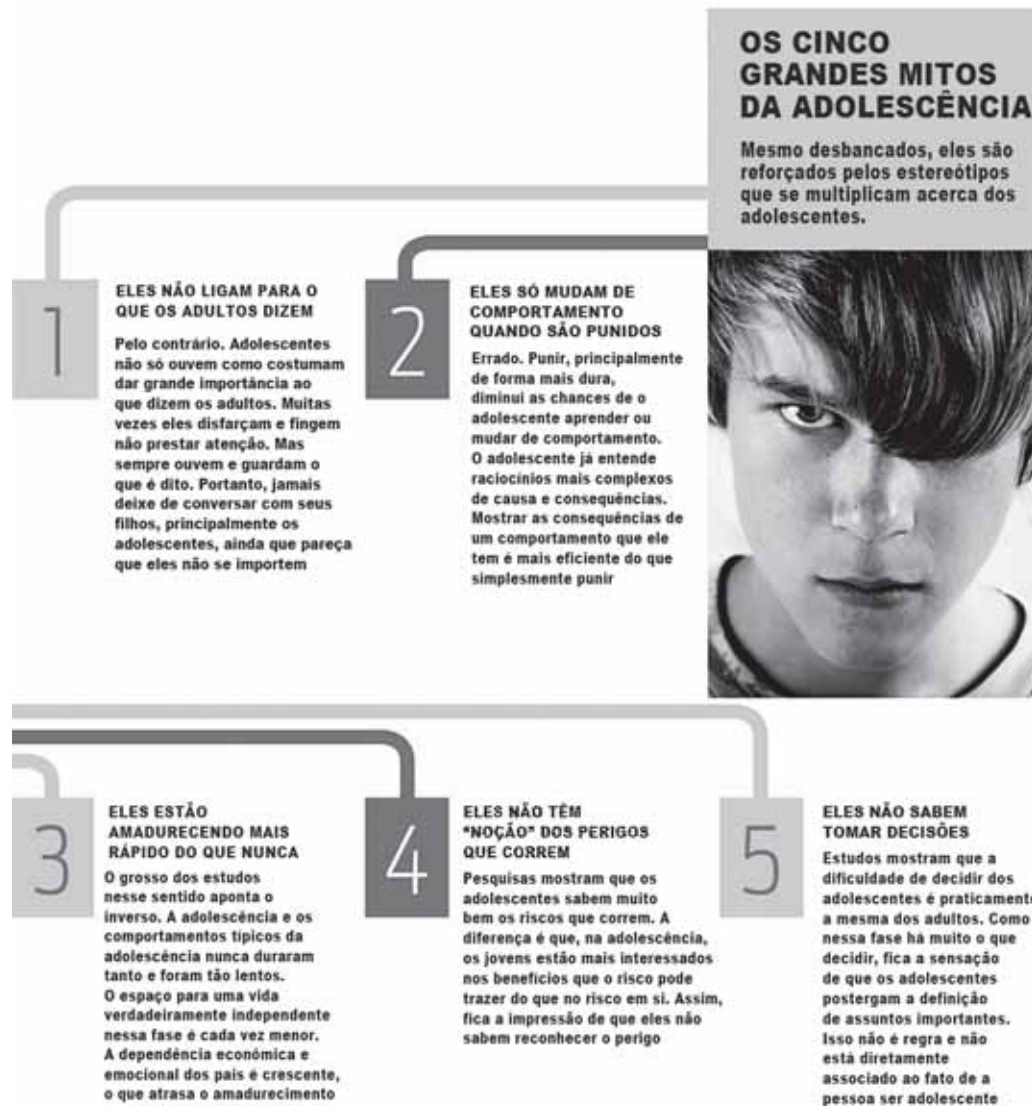 OS CINCO
GRANDES MITOS
DA ADOLESCÊNCIA
Mesmo desbancados, eles são
reforçados pelos estereótipos
que se multiplicam acerca dos
adolescentes.
1
ELES NÃO LIGAM PARA O
QUE OS ADULTOS DIZEM
Pelo contrário. Adolescentes
não só ouvem como costumam
dar grande importância ao
que dizem os adultos. Muitas
vezes eles disfarçam e fingem
não prestar atenção. Mas
sempre ouvem e guardam o
que é dito. Portanto, jamais
deixe de conversar com seus
filhos, principalmente os
adolescentes, ainda que pareça
que eles não se importem
2
ELES SÓ MUDAM DE
COMPORTAMENTO
QUANDO SÃO PUNIDOS
Errado. Punir, principalmente
de forma mais dura,
diminui as chances de o
adolescente aprender ou
mudar de comportamento.
O adolescente já entende
raciocínios mais complexos
de causa e consequências.
Mostrar as consequências de
um comportamento que ele
tem é mais eficiente do que
simplesmente punir
3
ELES ESTÃO
AMADURECENDO MAIS
RÁPIDO DO QUE NUNCA
O grosso dos estudos
nesse sentido aponta o
inverso. A adolescência e os
comportamentos típicos da
adolescência nunca duraram
tanto e foram tão lentos.
O espaço para uma vida
verdadeiramente independente
nessa fase é cada vez menor.
A dependência econômica e
emocional dos pais é crescente,
o que atrasa o amadurecimento
4
ELES NÃO TÊM
"NOÇÃO" DOS PERIGOS
QUE CORREM
Pesquisas mostram que os
adolescentes sabem muito
bem os riscos que correm. A
diferença é que, na adolescência,
os jovens estão mais interessados
nos benefícios que o risco pode
trazer do que no risco em si. Assim,
fica a impressão de que eles não
sabem reconhecer o perigo
5
ELES NÃO SABEM
TOMAR DECISÕES
Estudos mostram que a
dificuldade de decidir dos
adolescentes é praticamente
a mesma dos adultos. Como
nessa fase há muito o que
decidir, fica a sensação
de que os adolescentes
postergam a definição
de assuntos importantes.
Isso não é regra e não
está diretamente
associado ao fato de a
pessoa ser adolescente